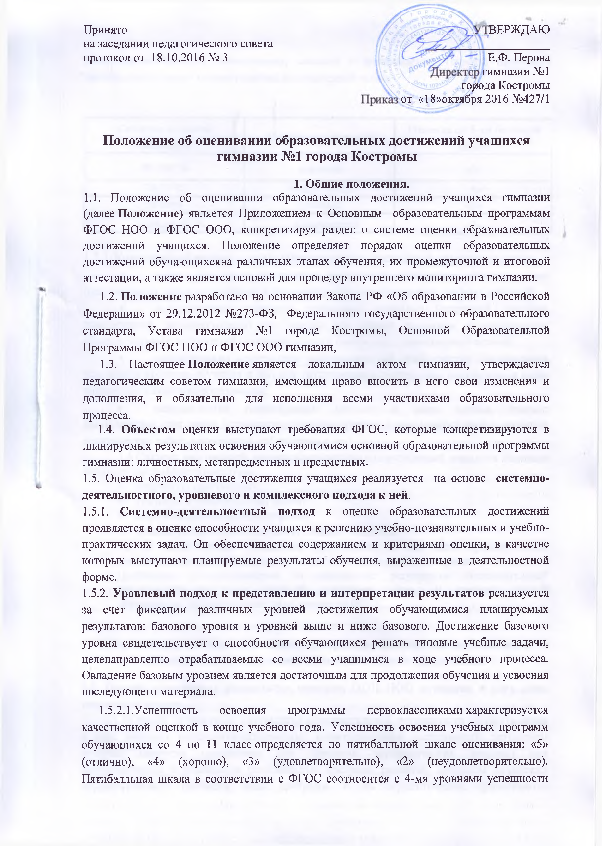 Принято
УТВЕРЖДАЮ
на заседании педагогического совета
протокол от 18.10.2016 № 3
Е.Ф. Перова
Директор гимназии №1
города Костромы
Приказ от «18»октября 2016 №427/1
Положение об оценивании образовательных достижений учащихся
гимназии №1 города Костромы
1. Общие положения.
1.1. Положение об оценивании образовательных достижений учащихся гимназии
(далее Положение) является Приложением к Основным образовательным программам
ФГОС НОО и ФГОС ООО, конкретизируя раздел о системе оценки образовательных
достижений учащихся. Положение определяет порядок оценки образовательных
достижений обучающихсяна различных этапах обучения, их промежуточной и итоговой
аттестации, а также является основой для процедур внутреннего мониторинга гимназии.
1.2. Положение разработано на основании Закона РФ «Об образовании в Российской
Федерации» от 29.12.2012 №273-ФЗ, Федерального государственного образовательного
стандарта, Устава гимназии №1 города Костромы, Основной Образовательной
Программы ФГОС НОО и ФГОС ООО гимназии,
1.3. Настоящее Положение является локальным актом гимназии, утверждается
педагогическим советом гимназии, имеющим право вносить в него свои изменения и
дополнения, и обязательно для исполнения всеми участниками образовательного
процесса.
1.4. Объектом оценки выступают требования ФГОС, которые конкретизируются в
планируемых результатах освоения обучающимися основной образовательной программы
гимназии: личностных, метапредметных и предметных.
1.5. Оценка образовательные достижения учащихся реализуется на основе системно-
деятельностного, уровневого и комплексного подхода к ней.
1.5.1. Системно-деятельностный подход к оценке образовательных достижений
проявляется в оценке способности учащихся к решению учебно-познавательных и учебно-
практических задач. Он обеспечивается содержанием и критериями оценки, в качестве
которых выступают планируемые результаты обучения, выраженные в деятельностной
форме.
1.5.2. Уровневый подход к представлению и интерпретации результатов реализуется
за счет фиксации различных уровней достижения обучающимися планируемых
результатов: базового уровня и уровней выше и ниже базового. Достижение базового
уровня свидетельствует о способности обучающихся решать типовые учебные задачи,
целенаправленно отрабатываемые со всеми учащимися в ходе учебного процесса.
Овладение базовым уровнем является достаточным для продолжения обучения и усвоения
последующего материала.
1.5.2.1.Успешность освоения программы первоклассниками характеризуется
качественной оценкой в конце учебного года. Успешность освоения учебных программ
обучающихся со 4 по 11 класс определяется по пятибалльной шкале оценивания: «5»
(отлично), «4» (хорошо), «3» (удовлетворительно), «2» (неудовлетворительно).
Пятибалльная шкала в соответствии с ФГОС соотносится с 4-мя уровнями успешности